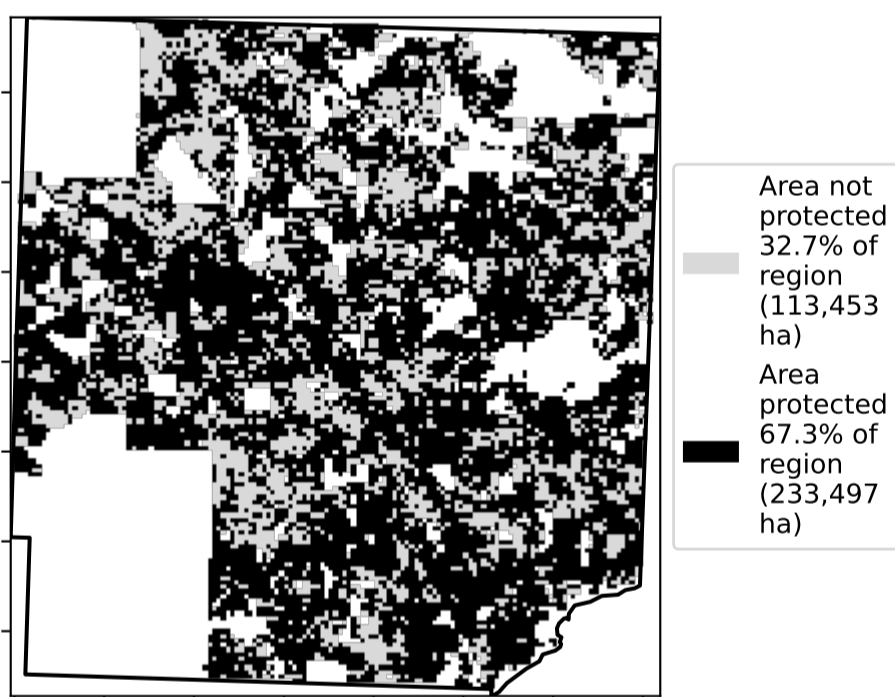 Area not
protected
32.7% of
region
(113,453
ha)
Area
protected
67.3% of
region
(233,497
ha)